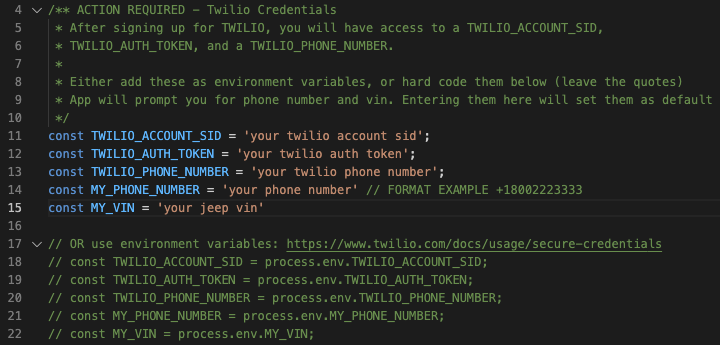 4 /** ACTION REQUIRED - Twilio Credentials
5 * After signing up for TWILIO, you will have access to a TWILIO_ACCOUNT_SID,
6 * TWILIO_AUTH_TOKEN, and a TWILIO_PHONE_NUMBER.
7 *
8 * Either add these as environment variables, or hard code them below (leave the quotes)
9 * App will prompt you for phone number and vin. Entering them here will set them as default
10 */
11 const TWILIO_ACCOUNT_SID = 'your twilio account sid';
12 const TWILIO_AUTH_TOKEN = 'your twilio auth token';
13 const TWILIO_PHONE_NUMBER = 'your twilio phone number';
14 const MY_PHONE_NUMBER = 'your phone number' // FORMAT EXAMPLE +18002223333
15 const MY_VIN = 'your jeep vin'
16
17 // OR use environment variables: https://www.twilio.com/docs/usage/secure-credentials
18 // const TWILIO_ACCOUNT_SID = process.env.TWILIO_ACCOUNT_SID;
19 // const TWILIO_AUTH_TOKEN = process.env.TWILIO_AUTH_TOKEN;
20 // const TWILIO_PHONE_NUMBER = process.env.TWILIO_PHONE_NUMBER;
21 // const MY_PHONE_NUMBER = process.env.MY_PHONE_NUMBER;
22 // const MY_VIN = process.env.MY_VIN;